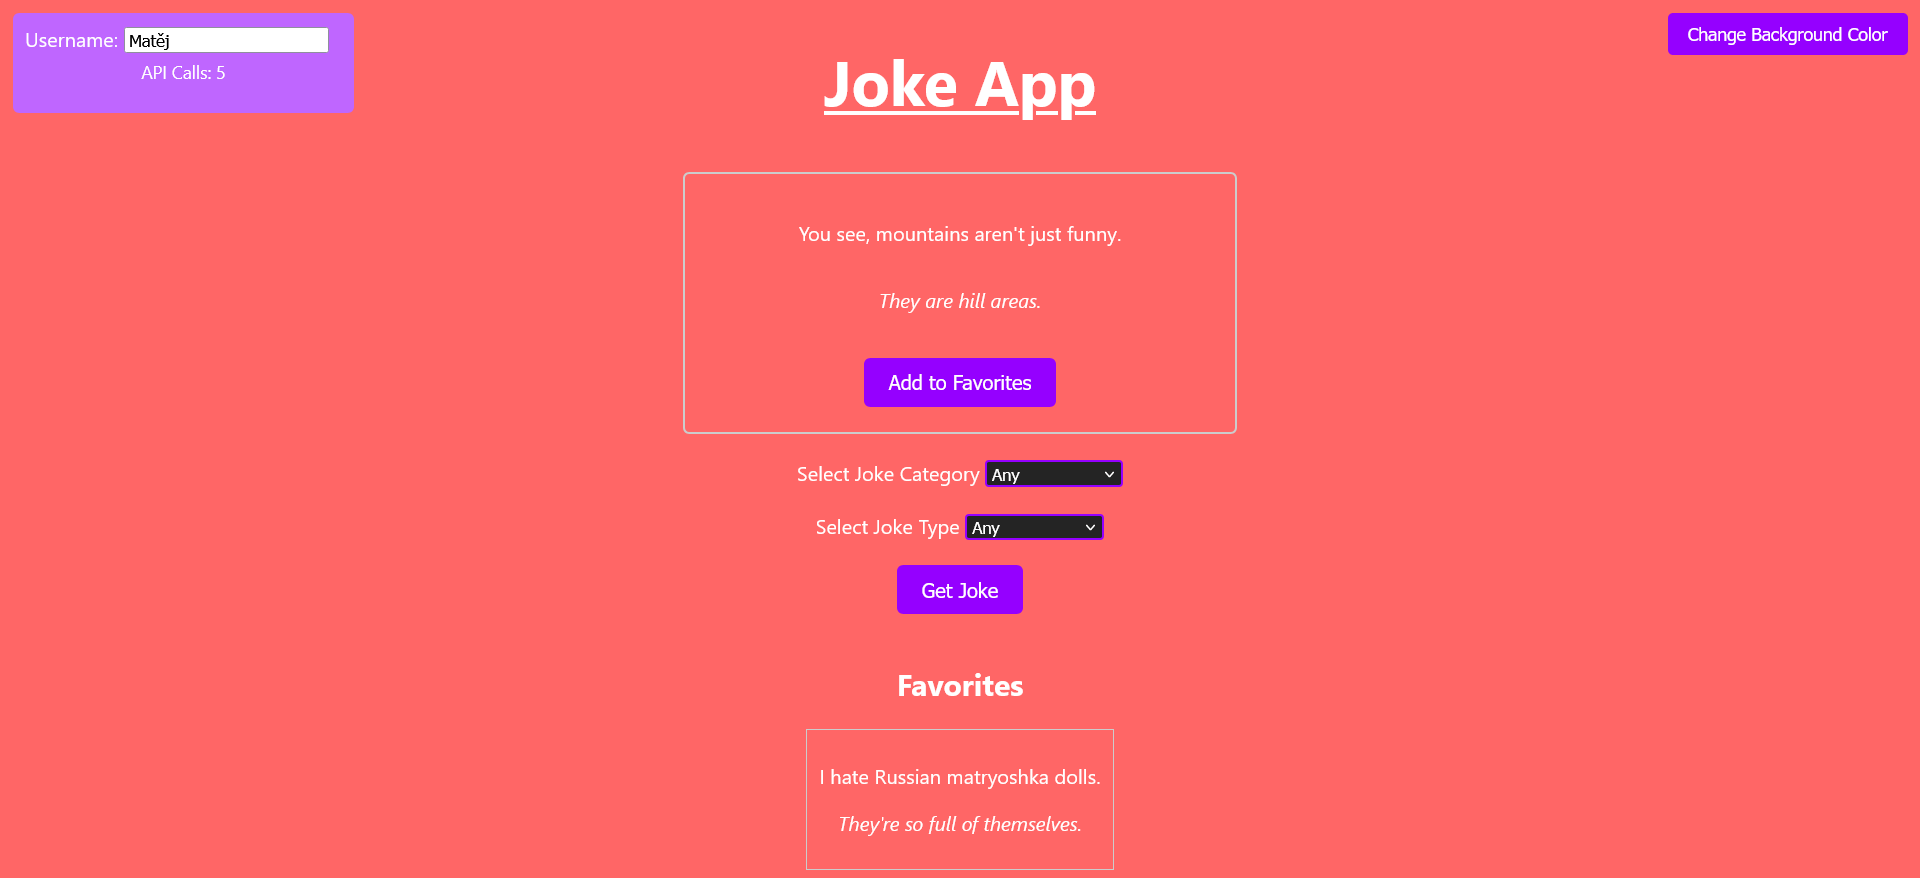 Username: Matěj
API Calls: 5
Change Background Color
Joke App
You see, mountains aren't just funny.
They are hill areas.
Add to Favorites
Select Joke Category Any
Select Joke Type Any
Get Joke
Favorites
I hate Russian matryoshka dolls.
They're so full of themselves.